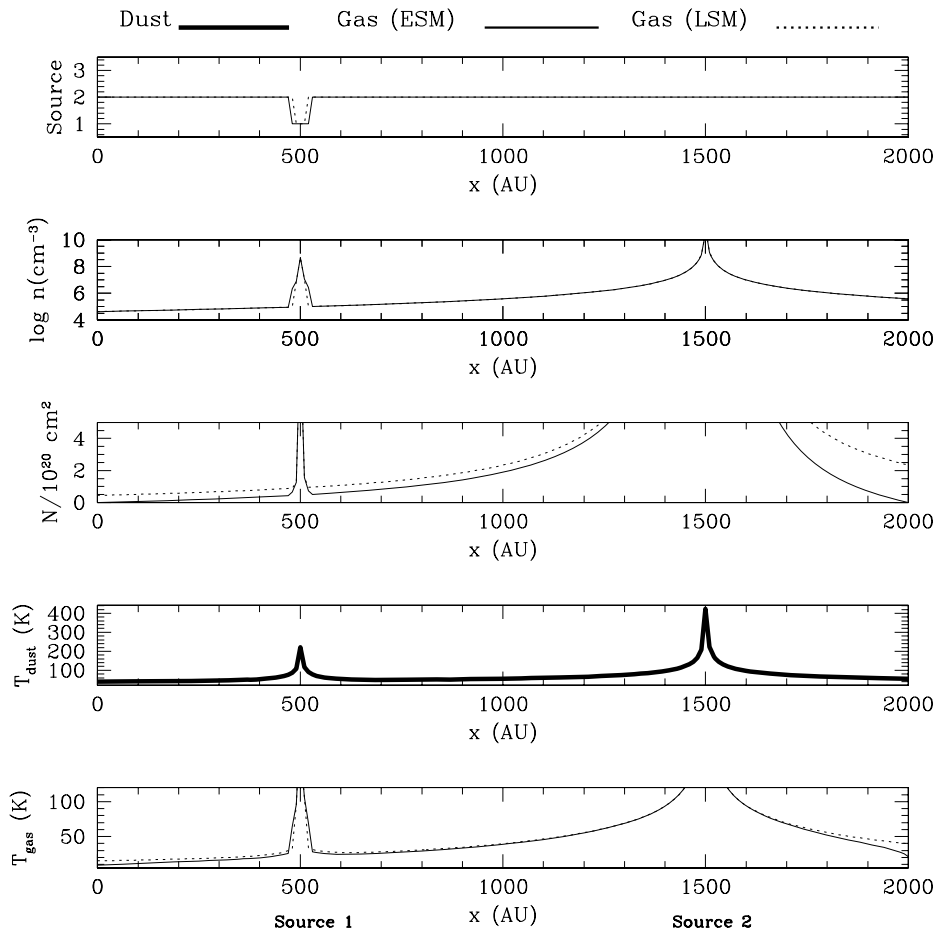 Dust Gas (ESM) Gas (LSM)
Source
3
2
1
0 500 1000 1500 2000
x (AU)
log n(cm⁻³)
10
8
6
4
0 500 1000 1500 2000
x (AU)
N/10²⁰ cm²
4
2
0
0 500 1000 1500 2000
x (AU)
T_dust (K)
400
300
200
100
0 500 1000 1500 2000
x (AU)
T_gas (K)
100
50
0 500 1000 1500 2000
x (AU)
Source 1 Source 2